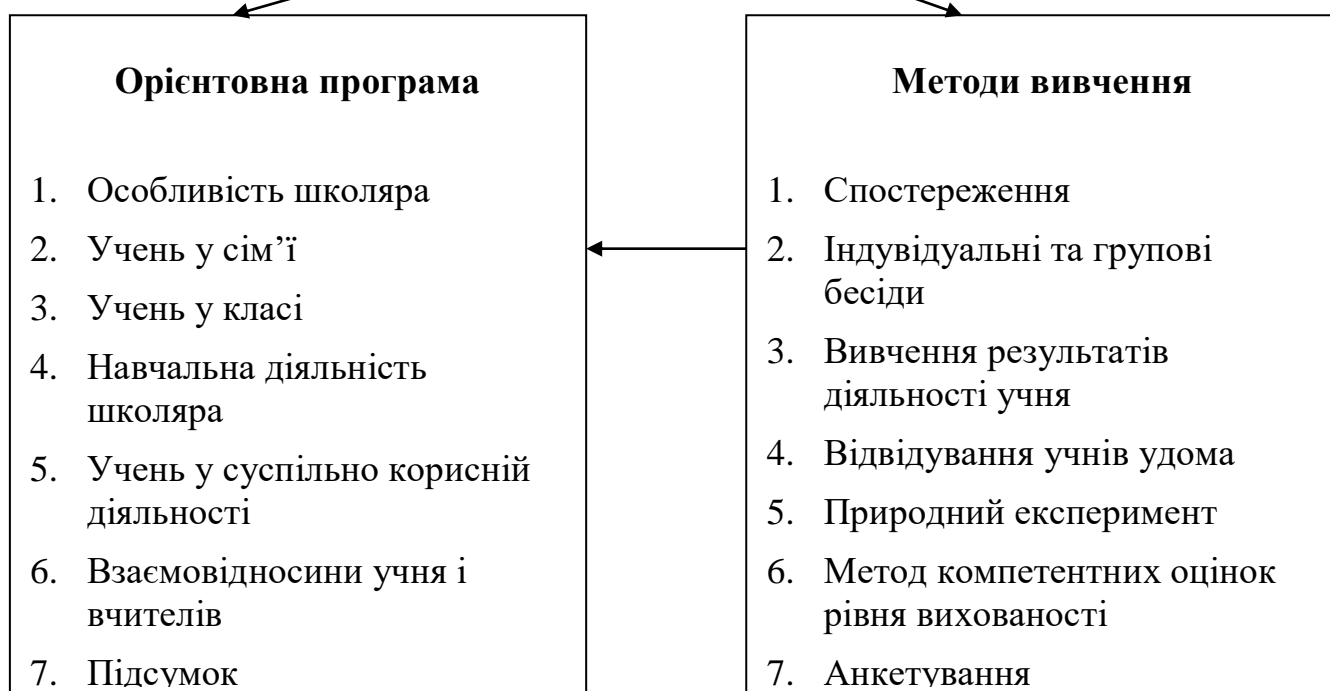 Орієнтовна програма
1. Особливість школяра
2. Учень у сім’ї
3. Учень у класі
4. Навчальна діяльність
школяра
5. Учень у суспільно корисній
діяльності
6. Взаємовідносини учня і
вчителів
7. Підсумок
Методи вивчення
1. Спостереження
2. Індувідуальні та групові
бесіди
3. Вивчення результатів
діяльності учня
4. Відвідування учнів удома
5. Природний експеримент
6. Метод компетентних оцінок
рівня вихованості
7. Анкетування